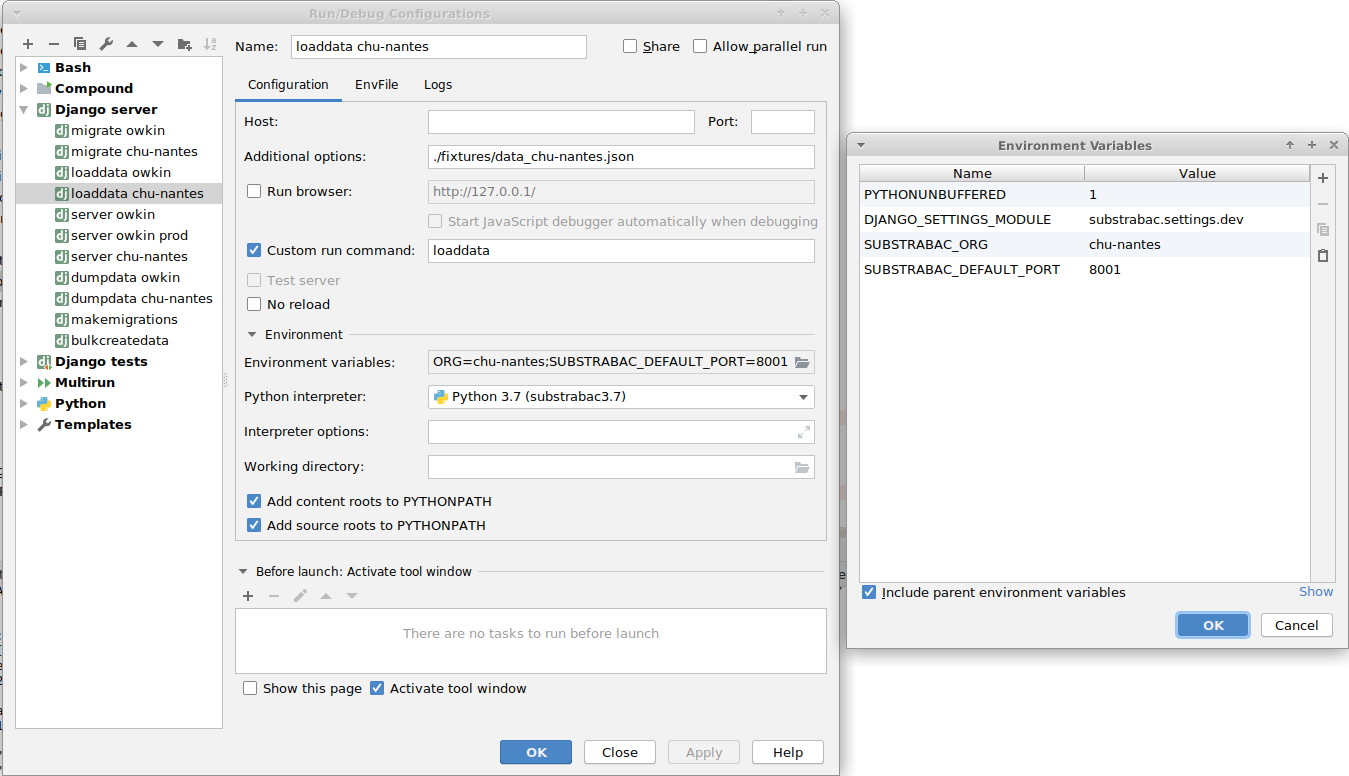 Run/Debug Configurations
Bash
Compound
Django server
migrate owkin
migrate chu-nantes
loaddata owkin
loaddata chu-nantes
server owkin
server owkin prod
server chu-nantes
dumpdata owkin
dumpdata chu-nantes
makemigrations
bulkcreatedata
Django tests
Multirun
Python
Templates
Name: loaddata chu-nantes Share Allow parallel run
Configuration EnvFile Logs
Host: Port:
Additional options: ./fixtures/data_chu-nantes.json
Run browser: http://127.0.0.1/
Start JavaScript debugger automatically when debugging
Custom run command: loaddata
Test server
No reload
Environment
Environment variables: ORG=chu-nantes;SUBSTRABAC_DEFAULT_PORT=8001
Python interpreter: Python 3.7 (substrabac3.7)
Interpreter options:
Working directory:
Add content roots to PYTHONPATH
Add source roots to PYTHONPATH
Before launch: Activate tool window
There are no tasks to run before launch
Show this page Activate tool window
OK Close Apply Help
Environment Variables
Name Value
PYTHONUNBUFFERED 1
DJANGO_SETTINGS_MODULE substrabac.settings.dev
SUBSTRABAC_ORG chu-nantes
SUBSTRABAC_DEFAULT_PORT 8001
Include parent environment variables Show
OK Cancel